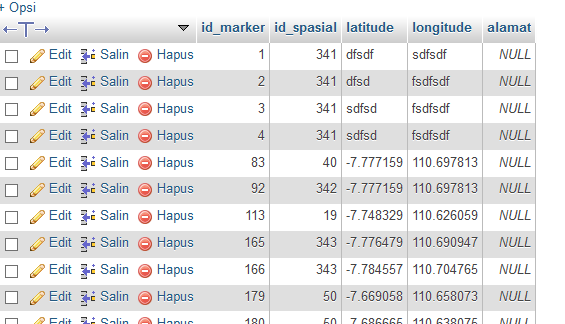 + Opsi
←T→ id_marker id_spasial latitude longitude alamat
Edit Salin Hapus 1 341 dfsdf sdfsdf NULL
Edit Salin Hapus 2 341 dfsd fsdfsdf NULL
Edit Salin Hapus 3 341 sdfsd fsdfsdf NULL
Edit Salin Hapus 4 341 sdfsd fsdfsdf NULL
Edit Salin Hapus 83 40 -7.777159 110.697813 NULL
Edit Salin Hapus 92 342 -7.777159 110.697813 NULL
Edit Salin Hapus 113 19 -7.748329 110.626059 NULL
Edit Salin Hapus 165 343 -7.776479 110.690947 NULL
Edit Salin Hapus 166 343 -7.784557 110.704765 NULL
Edit Salin Hapus 179 50 -7.669058 110.658073 NULL
Edit Salin Hapus 180 50 -7.686665 110.638075 NULL